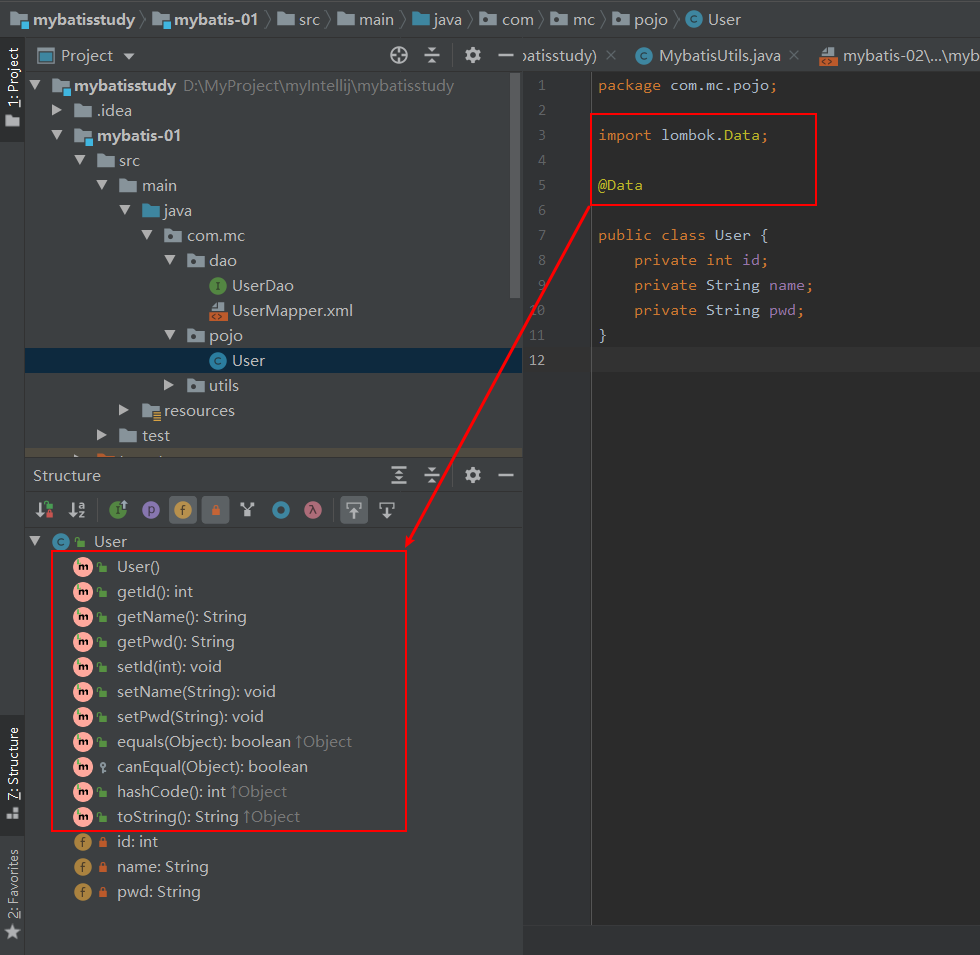 mybatisstudy mybatis-01 src main java com mc pojo User
1: Project
Project
batisstudy) MybatisUtils.java mybatis-02\...\myb
mybatisstudy D:\MyProject\myIntellij\mybatisstudy
.idea
mybatis-01
src
main
java
com.mc
dao
UserDao
UserMapper.xml
pojo
User
utils
resources
test
1 package com.mc.pojo;
2
3 import lombok.Data;
4
5 @Data
6
7 public class User {
8 private int id;
9 private String name;
10 private String pwd;
11 }
12
Structure
User
User()
getId(): int
getName(): String
getPwd(): String
setId(int): void
setName(String): void
setPwd(String): void
equals(Object): boolean ↑Object
canEqual(Object): boolean
hashCode(): int ↑Object
toString(): String ↑Object
id: int
name: String
pwd: String
7: Structure
2: Favorites